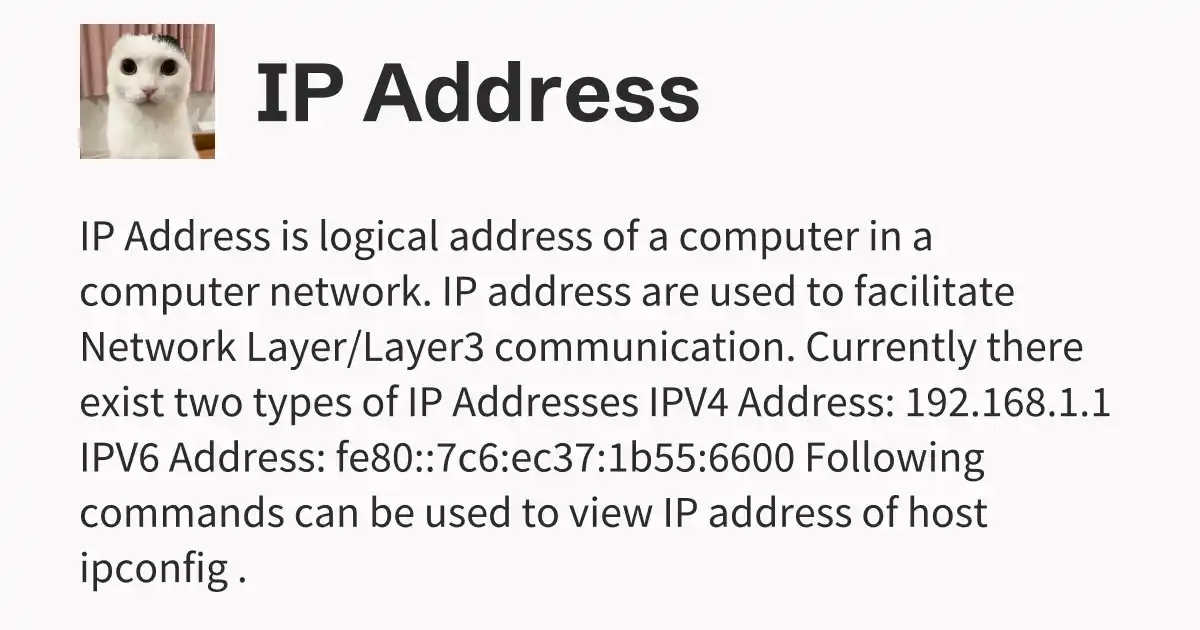 IP Address
IP Address is logical address of a computer in a
computer network. IP address are used to facilitate
Network Layer/Layer3 communication. Currently there
exist two types of IP Addresses IPV4 Address: 192.168.1.1
IPV6 Address: fe80::7c6:ec37:1b55:6600 Following
commands can be used to view IP address of host
ipconfig .